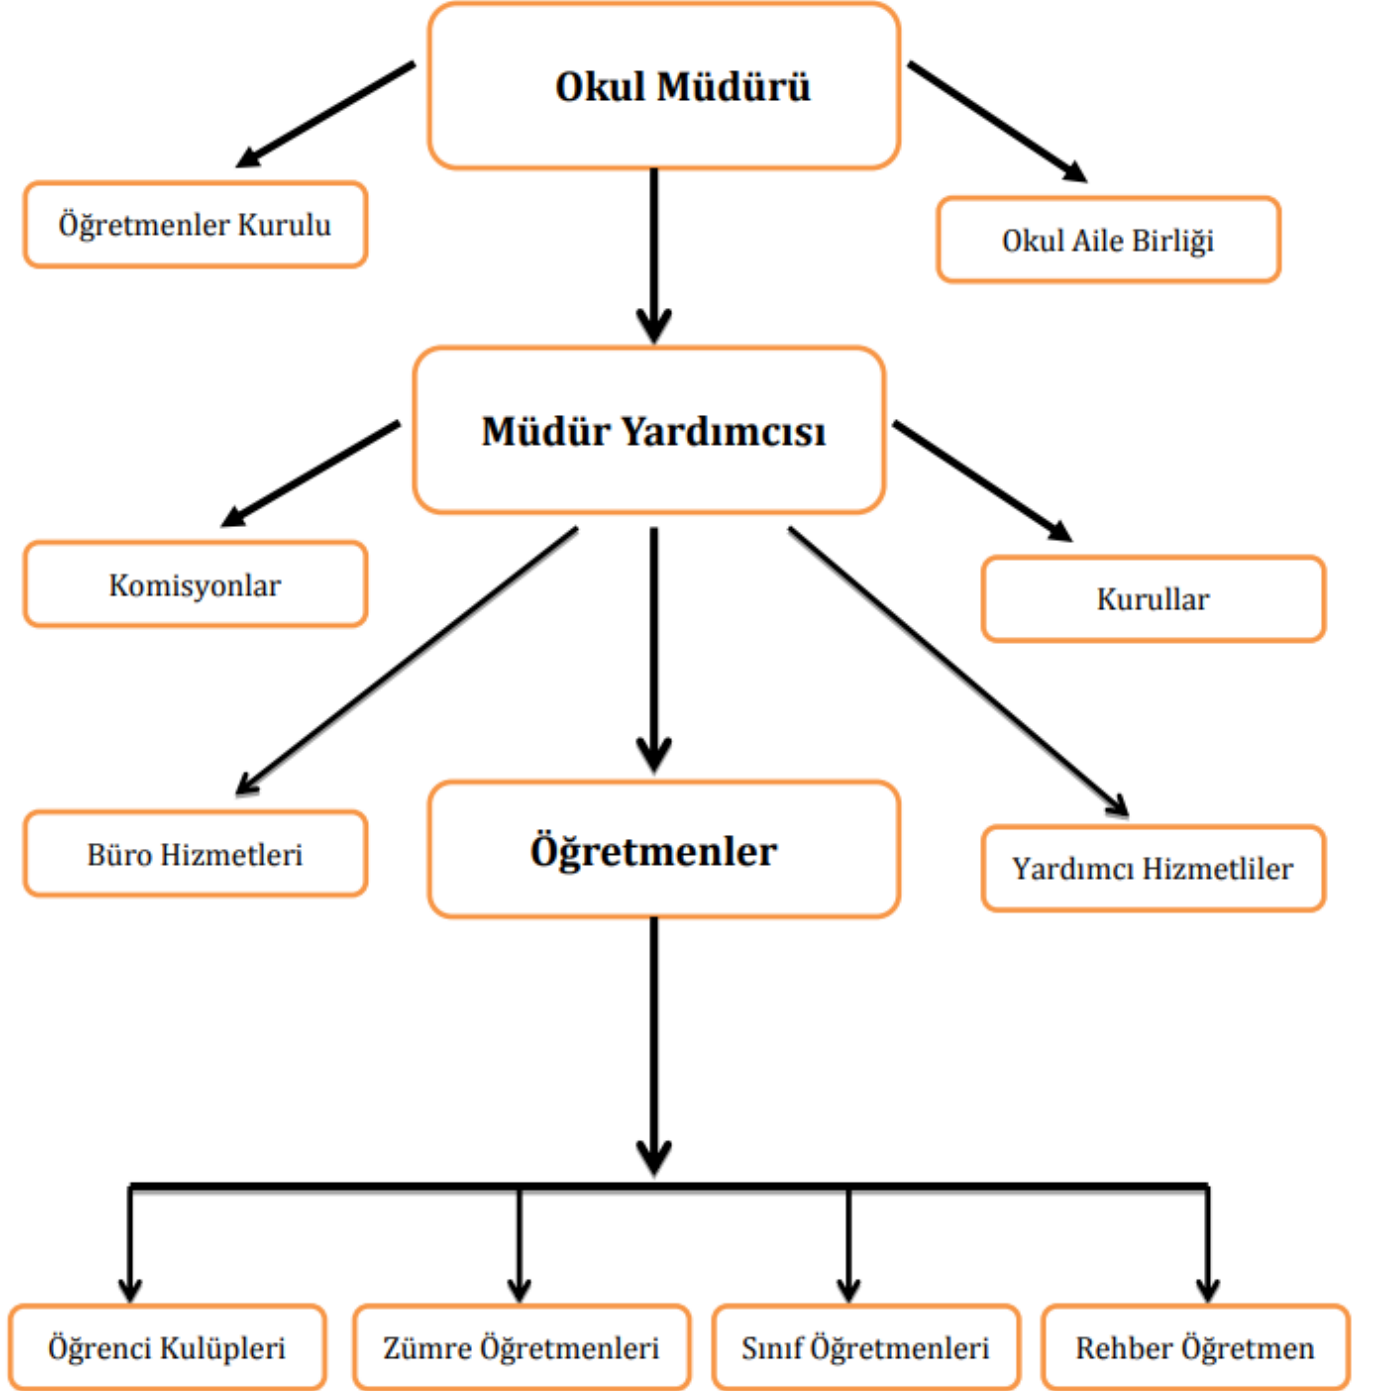 Okul Müdürü
Öğretmenler Kurulu
Okul Aile Birliği
Müdür Yardımcısı
Komisyonlar
Kurullar
Büro Hizmetleri
Öğretmenler
Yardımcı Hizmetliler
Öğrenci Kulüpleri
Zümre Öğretmenleri
Sınıf Öğretmenleri
Rehber Öğretmen